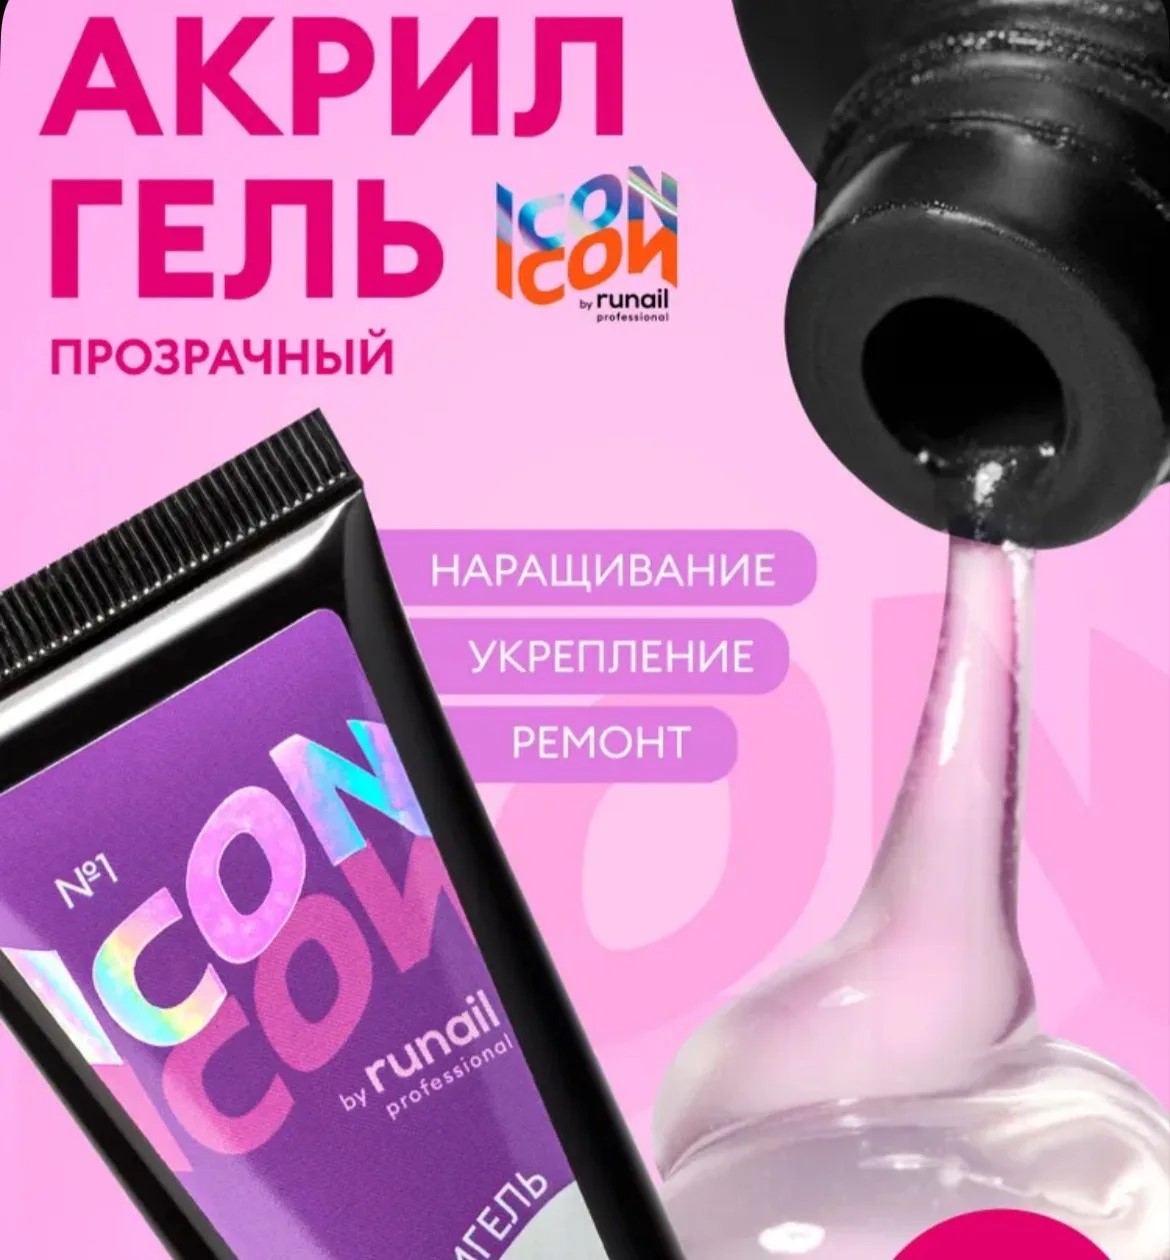 АКРИЛ
ГЕЛЬ
ICON
ICON
by runail
professional
ПРОЗРАЧНЫЙ
НАРАЩИВАНИЕ
УКРЕПЛЕНИЕ
РЕМОНТ
№1
ICON
ICON
by runail
professional